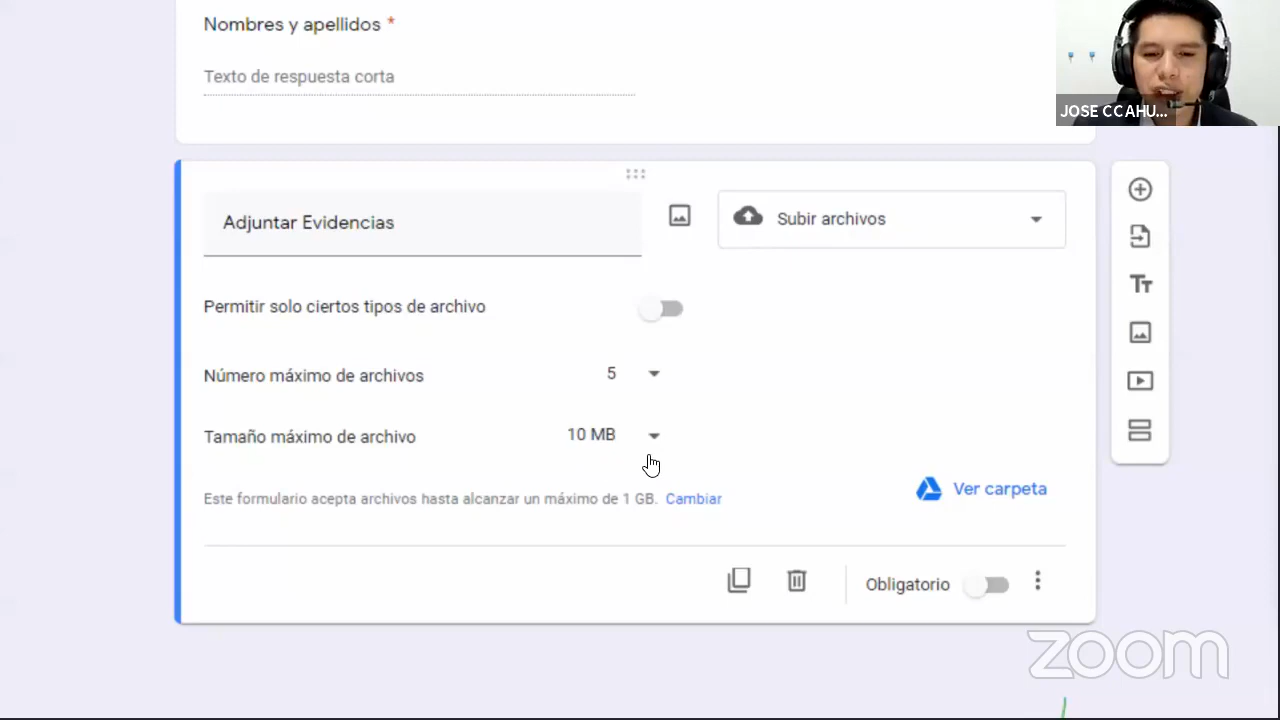 Nombres y apellidos *
Texto de respuesta corta
JOSE CCAHU...
Adjuntar Evidencias
Subir archivos
Permitir solo ciertos tipos de archivo
Número máximo de archivos
5
Tamaño máximo de archivo
10 MB
Este formulario acepta archivos hasta alcanzar un máximo de 1 GB. Cambiar
Ver carpeta
Obligatorio
zoom